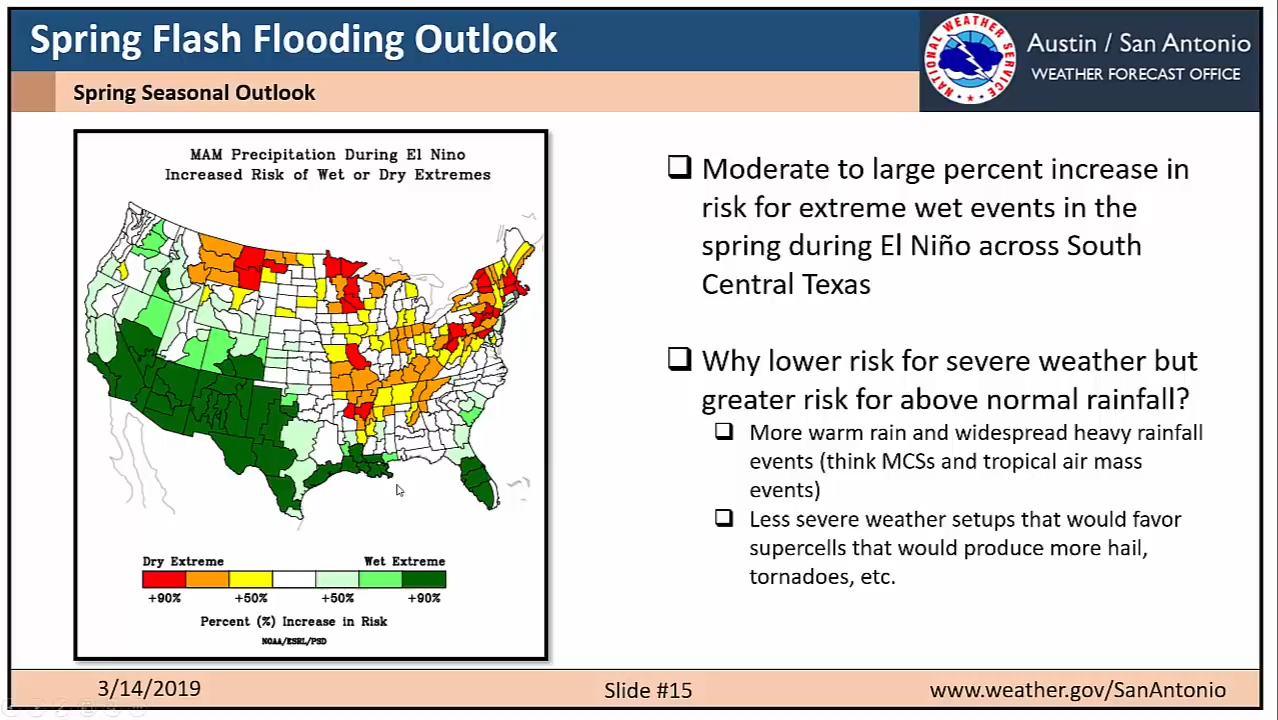 Spring Flash Flooding Outlook
Spring Seasonal Outlook
NATIONAL WEATHER SERVICE
Austin / San Antonio
WEATHER FORECAST OFFICE
MAM Precipitation During El Nino
Increased Risk of Wet or Dry Extremes
Dry Extreme Wet Extreme
+90% +50% +50% +90%
Percent (%) Increase in Risk
NOAA/ESRL/PSD
Moderate to large percent increase in
risk for extreme wet events in the
spring during El Niño across South
Central Texas
Why lower risk for severe weather but
greater risk for above normal rainfall?
More warm rain and widespread heavy rainfall
events (think MCSs and tropical air mass
events)
Less severe weather setups that would favor
supercells that would produce more hail,
tornadoes, etc.
3/14/2019
Slide #15
www.weather.gov/SanAntonio